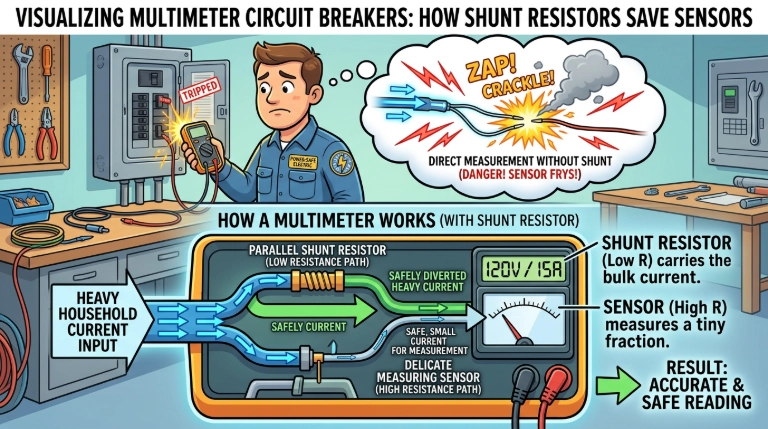 VISUALIZING MULTIMETER CIRCUIT BREAKERS: HOW SHUNT RESISTORS SAVE SENSORS
TRIPPED
ZAP!
CRACKLE!
DIRECT MEASUREMENT WITHOUT SHUNT
(DANGER! SENSOR FRYS!)
POWER-SAFE
ELECTRIC
HOW A MULTIMETER WORKS (WITH SHUNT RESISTOR)
HEAVY
HOUSEHOLD
CURRENT
INPUT
PARALLEL SHUNT RESISTOR
(LOW RESISTANCE PATH)
SAFELY DIVERTED
HEAVY CURRENT
SAFELY CURRENT
SAFE, SMALL
CURRENT
FOR MEASUREMENT
DELICATE
MEASURING SENSOR
(HIGH RESISTANCE PATH)
120V / 15A
SHUNT RESISTOR
(Low R) carries the
bulk current.
SENSOR (High R)
measures a tiny
fraction.
RESULT:
ACCURATE &
SAFE READING